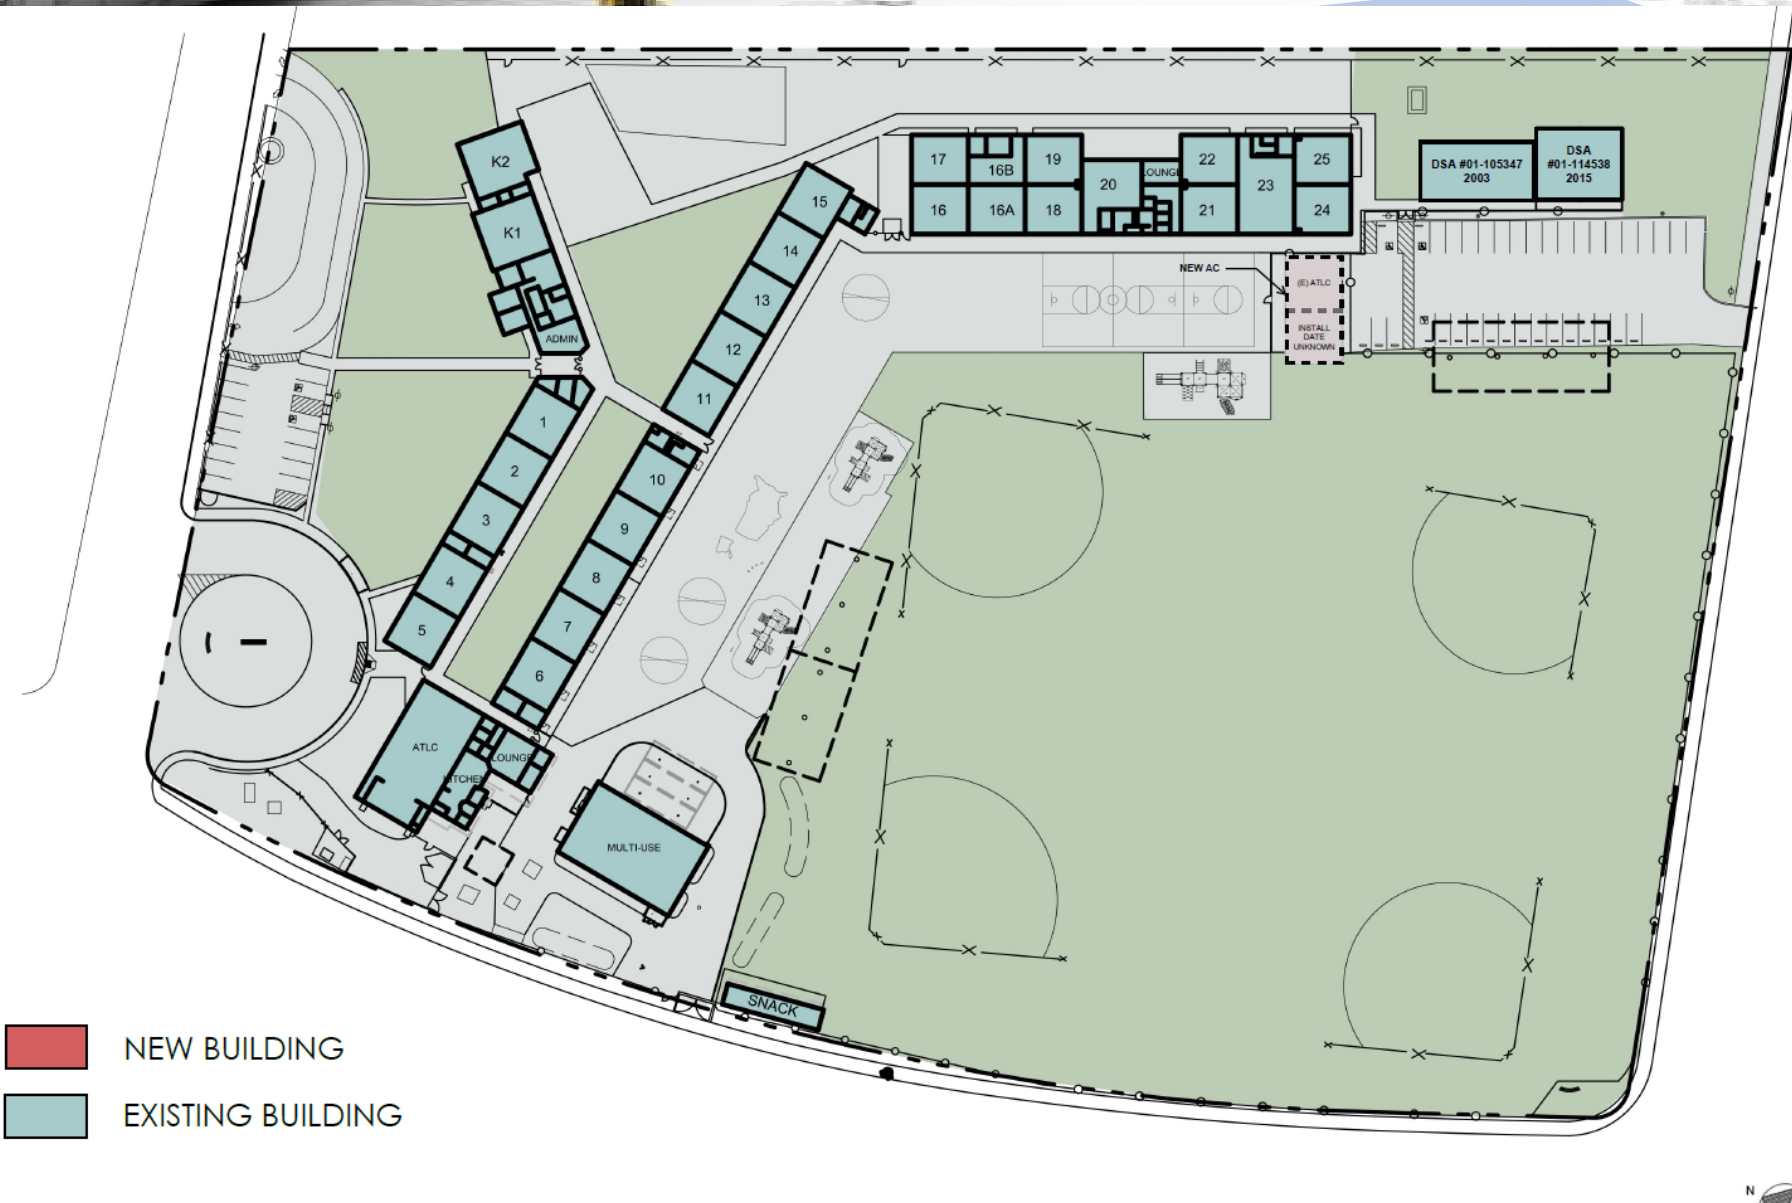 K2
K1
ADMIN
1
2
3
4
5
15
14
13
12
11
10
9
8
7
6
17
16B
19
20
LOUNGE
22
23
25
16
16A
18
21
24
DSA #01-105347
2003
DSA
#01-114538
2015
NEW AC
(E) ATLC
INSTALL
DATE
UNKNOWN
ATLC
KITCHEN
LOUNGE
MULTI-USE
SNACK
NEW BUILDING
EXISTING BUILDING
N